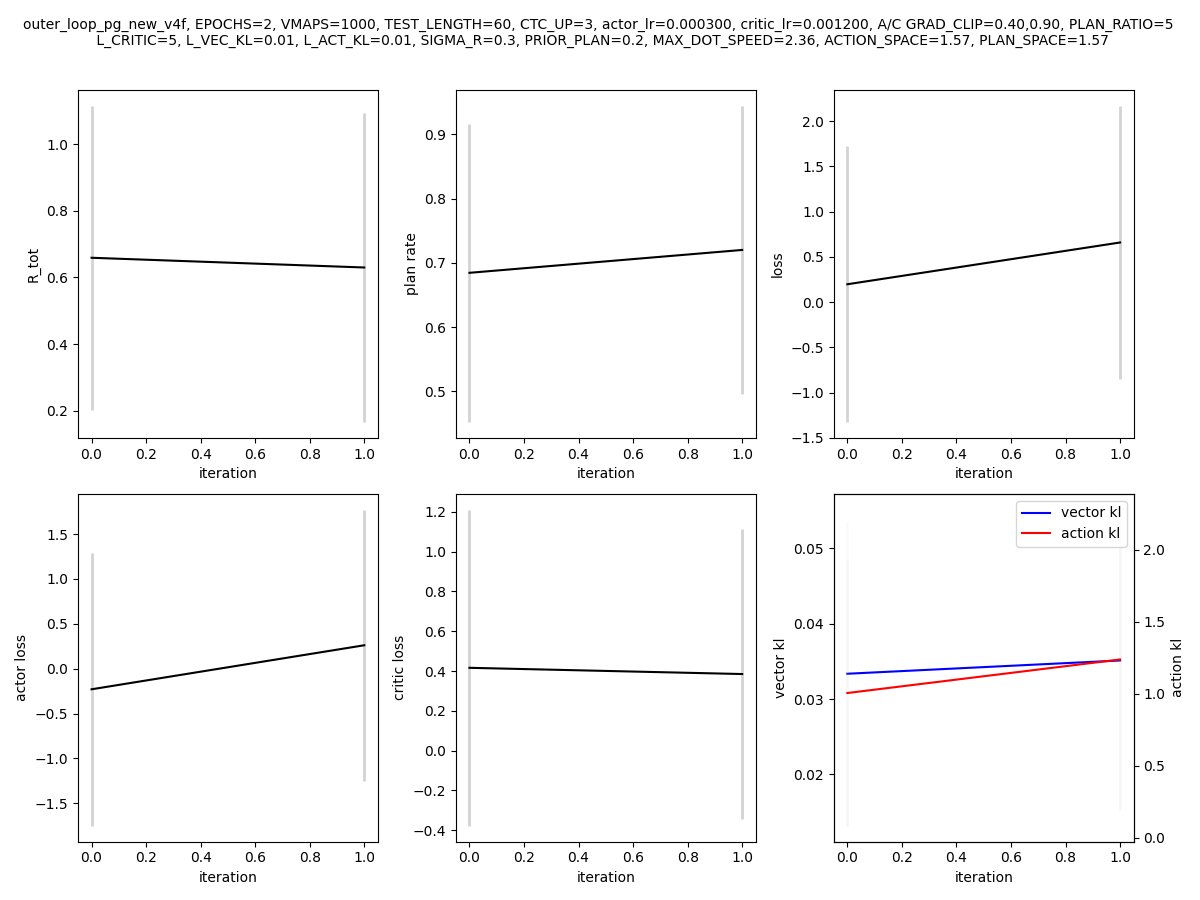 outer_loop_pg_new_v4f, EPOCHS=2, VMAPS=1000, TEST_LENGTH=60, CTC_UP=3, actor_lr=0.000300, critic_lr=0.001200, A/C GRAD_CLIP=0.40,0.90, PLAN_RATIO=5
L_CRITIC=5, L_VEC_KL=0.01, L_ACT_KL=0.01, SIGMA_R=0.3, PRIOR_PLAN=0.2, MAX_DOT_SPEED=2.36, ACTION_SPACE=1.57, PLAN_SPACE=1.57
R_tot
1.0
0.8
0.6
0.4
0.2
0.0 0.2 0.4 0.6 0.8 1.0
iteration
plan rate
0.9
0.8
0.7
0.6
0.5
0.0 0.2 0.4 0.6 0.8 1.0
iteration
loss
2.0
1.5
1.0
0.5
0.0
−0.5
−1.0
−1.5
0.0 0.2 0.4 0.6 0.8 1.0
iteration
actor loss
1.5
1.0
0.5
0.0
−0.5
−1.0
−1.5
0.0 0.2 0.4 0.6 0.8 1.0
iteration
critic loss
1.2
1.0
0.8
0.6
0.4
0.2
0.0
−0.2
−0.4
0.0 0.2 0.4 0.6 0.8 1.0
iteration
vector kl
0.05
0.04
0.03
0.02
vector kl
action kl
2.0
1.5
1.0
0.5
0.0
action kl
0.0 0.2 0.4 0.6 0.8 1.0
iteration